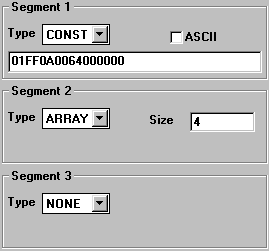 Segment 1
Type CONST ASCII
01FF0A0064000000
Segment 2
Type ARRAY Size 4
Segment 3
Type NONE